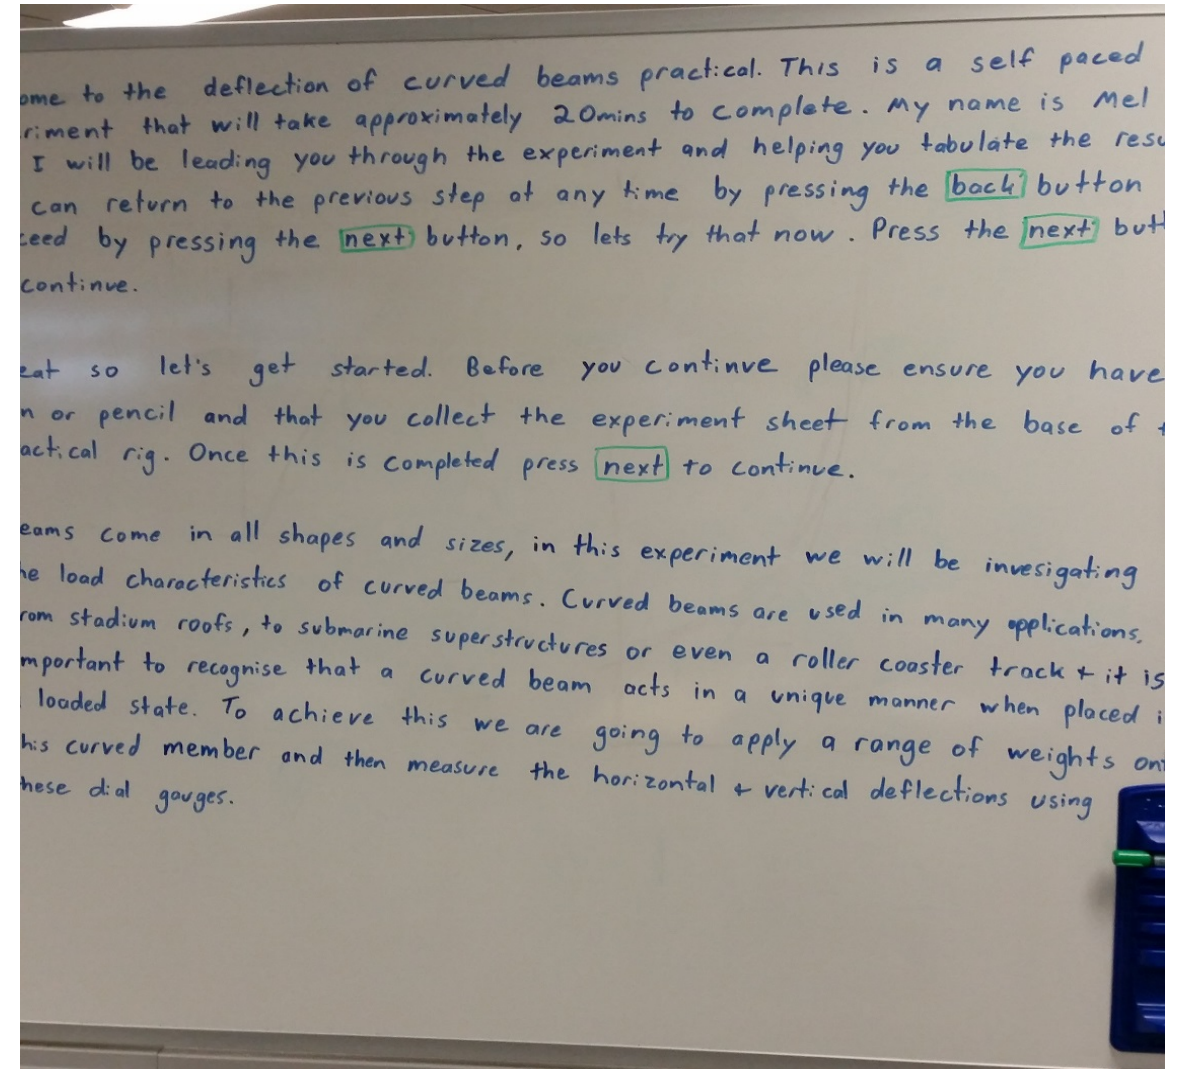 ome to the deflection of curved beams practical. This is a self paced
riment that will take approximately 20mins to complete. My name is Mel
I will be leading you through the experiment and helping you tabulate the resu
can return to the previous step at any time by pressing the back button
ceed by pressing the next button, so lets try that now. Press the next butt
continue.
eat so let's get started. Before you continue please ensure you have
n or pencil and that you collect the experiment sheet from the base of t
actical rig. Once this is completed press next to continue.
eams come in all shapes and sizes, in this experiment we will be invesigating
he load characteristics of curved beams. Curved beams are used in many applications,
rom stadium roofs, to submarine superstructures or even a roller coaster track + it is
mportant to recognise that a curved beam acts in a unique manner when placed i
loaded state. To achieve this we are going to apply a range of weights ont
his curved member and then measure the horizontal + vertical deflections using
hese dial gauges.